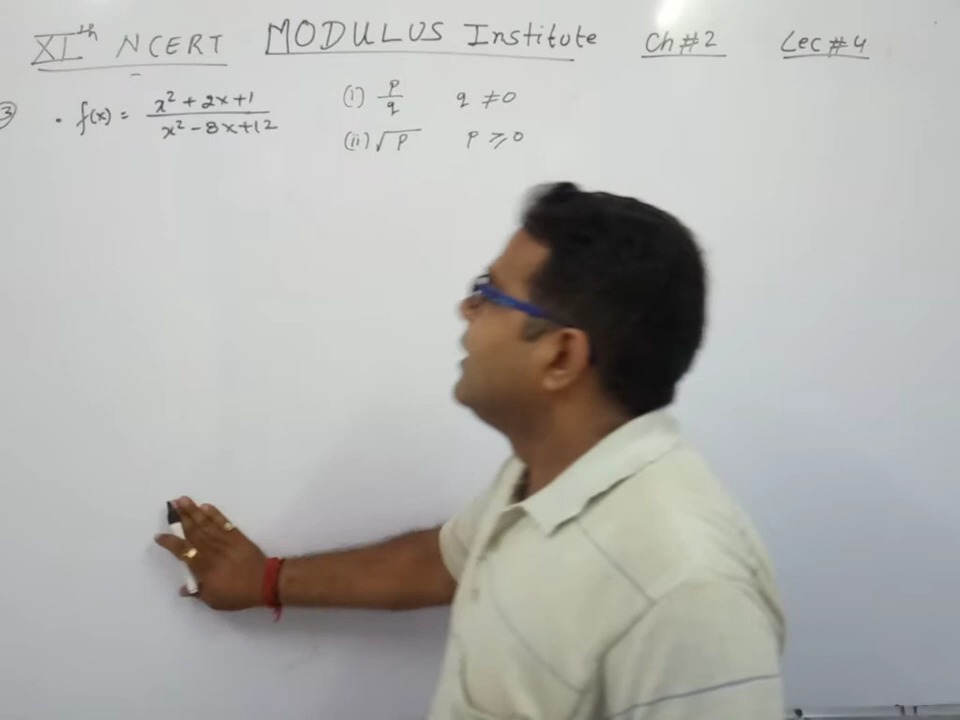 XIth NCERT MODULUS Institute Ch #2 Lec #4
3 · f(x) = x² + 2x + 1 / x² - 8x + 12
(i) p/q q ≠ 0
(ii) √p p ≥ 0